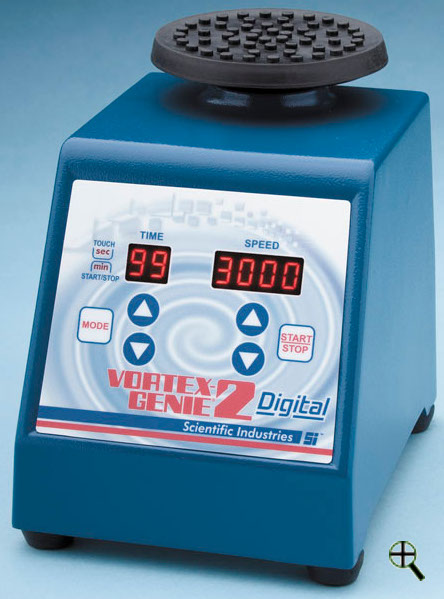 TIME
SPEED
TOUCH
sec
min
START/STOP
99
3000
MODE
START
STOP
VORTEX-
GENIE 2 Digital
Scientific Industries SI